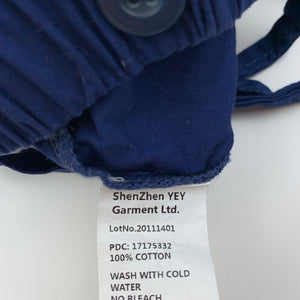 ShenZhen YEY
Garment Ltd.
LotNo.20111401
PDC: 17175332
100% COTTON
WASH WITH COLD
WATER
NO BLEACH